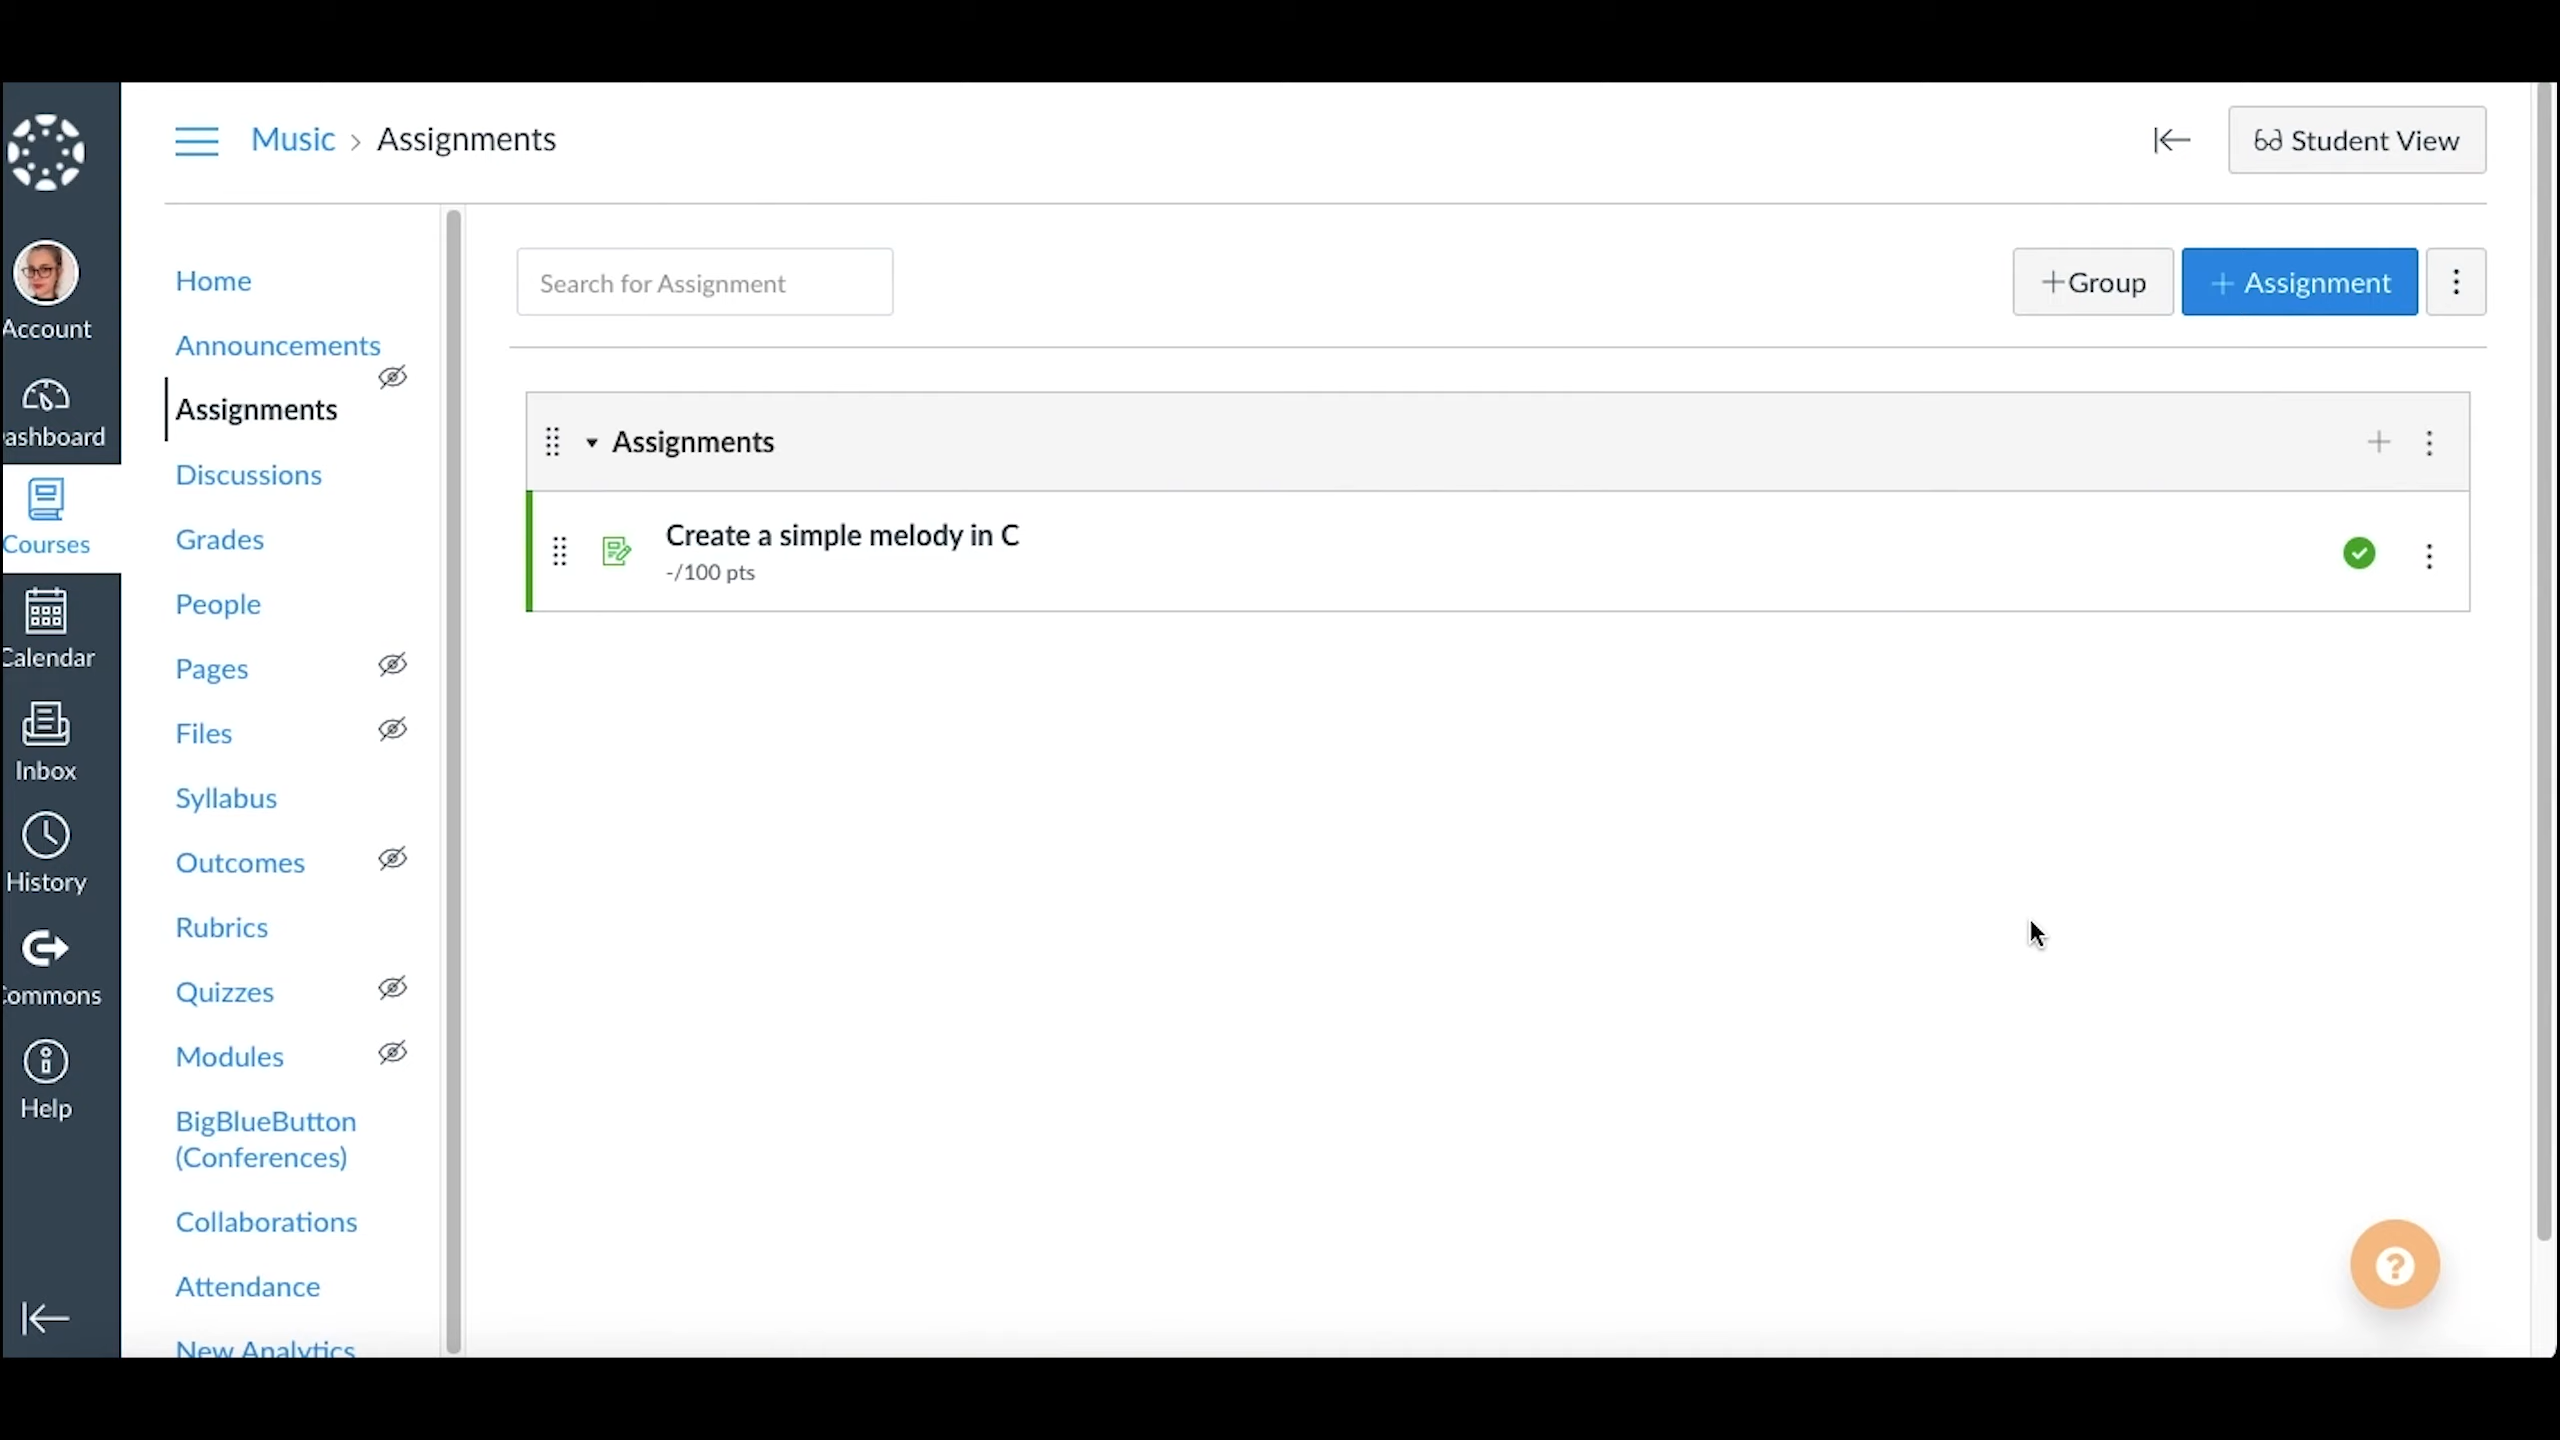 Music > Assignments
Student View
Account
ashboard
Courses
Calendar
Inbox
History
Commons
Help
Home
Announcements
Assignments
Discussions
Grades
People
Pages
Files
Syllabus
Outcomes
Rubrics
Quizzes
Modules
BigBlueButton
(Conferences)
Collaborations
Attendance
New Analytics
Search for Assignment
+Group
+ Assignment
Assignments
Create a simple melody in C
-/100 pts
?